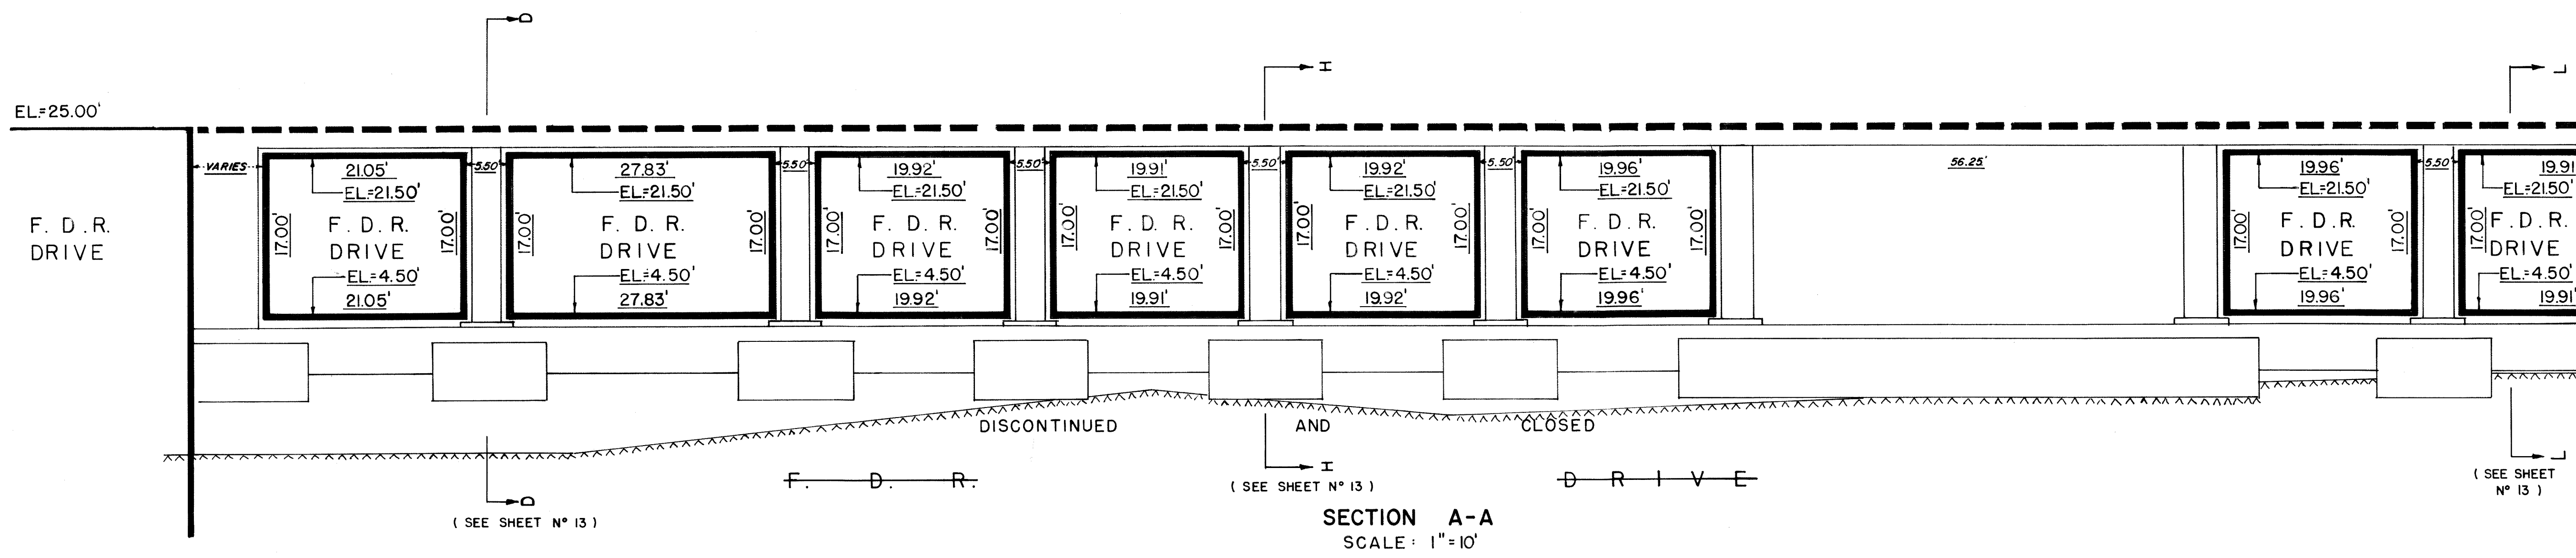 D
H
L
EL.=25.00'
VARIES
5.50'
5.50'
5.50'
5.50'
5.50'
56.25'
5.50'
F. D. R.
DRIVE
21.05'
EL=21.50'
17.00'
F. D. R.
DRIVE
17.00'
EL=4.50'
21.05'
27.83'
EL=21.50'
17.00'
F. D. R.
DRIVE
17.00'
EL=4.50'
27.83'
19.92'
EL=21.50'
17.00'
F. D. R.
DRIVE
17.00'
EL=4.50'
19.92'
19.91'
EL=21.50'
17.00'
F. D. R.
DRIVE
17.00'
EL=4.50'
19.91'
19.92'
EL=21.50'
17.00'
F. D. R.
DRIVE
17.00'
EL=4.50'
19.92'
19.96'
EL=21.50'
17.00'
F. D. R.
DRIVE
17.00'
EL=4.50'
19.96'
19.96'
EL=21.50'
17.00'
F. D. R.
DRIVE
17.00'
EL=4.50'
19.96'
19.91'
EL=21.50'
17.00'
F. D. R.
DRIVE
EL=4.50'
19.91'
DISCONTINUED AND CLOSED
F. D. R. DRIVE
D
( SEE SHEET Nº 13 )
H
( SEE SHEET Nº 13 )
L
( SEE SHEET
Nº 13 )
SECTION A-A
SCALE: 1"=10'